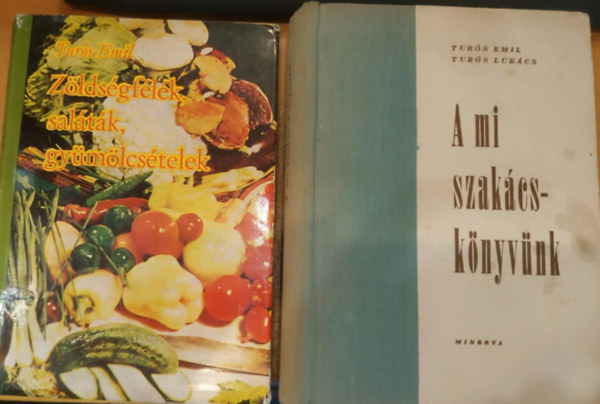 Turós Emil
Zöldségfélék,
saláták,
gyümölcsételek
TURÓS EMIL
TURÓS LUKÁCS
A mi
szakács-
könyvünk
MINERVA